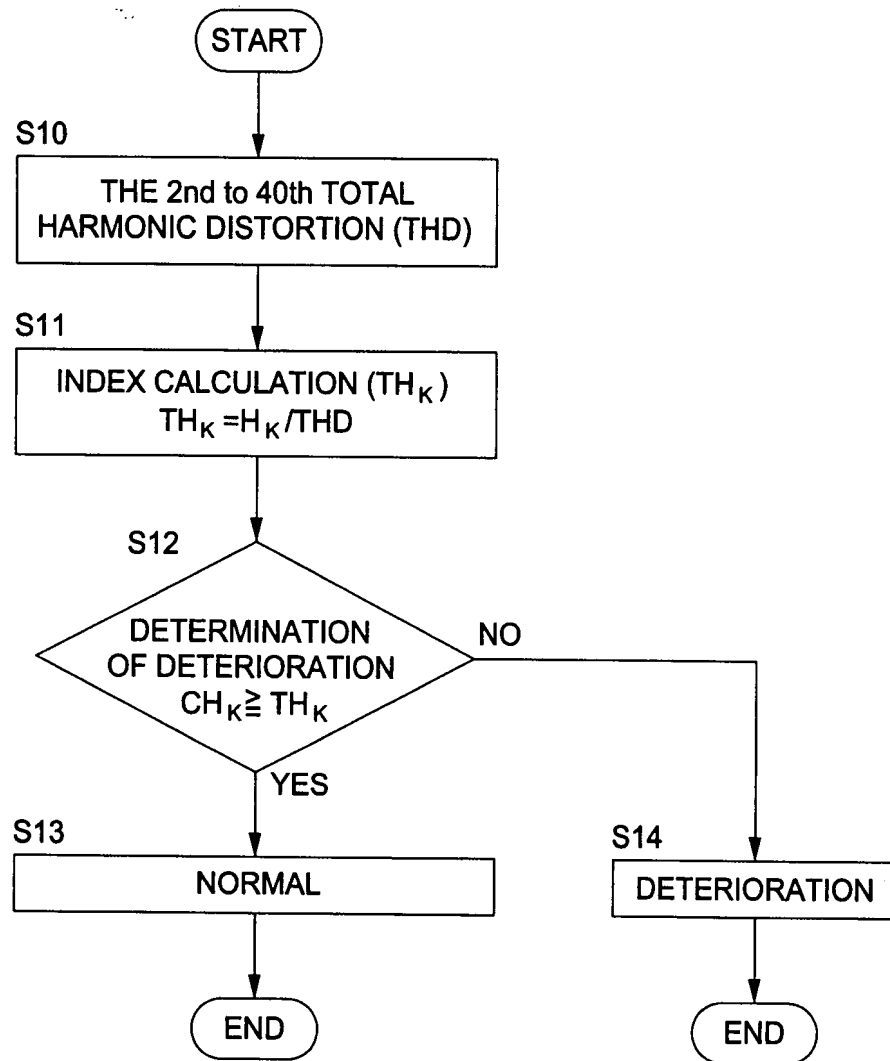 START
S10
THE 2nd to 40th TOTAL
HARMONIC DISTORTION (THD)
S11
INDEX CALCULATION (TH_K)
TH_K =H_K/THD
S12
DETERMINATION
OF DETERIORATION
CH_K ≧ TH_K
NO
YES
S13
NORMAL
S14
DETERIORATION
END
END